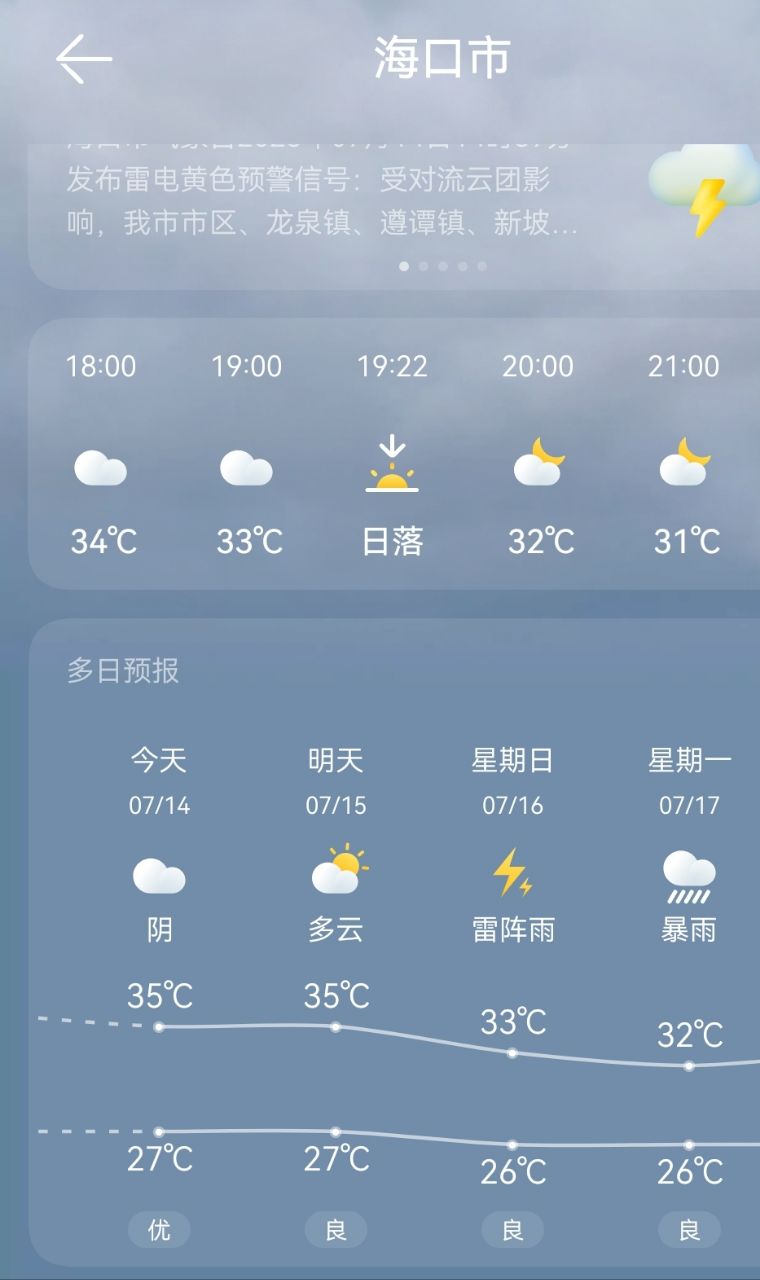 海口市
发布雷电黄色预警信号：受对流云团影
响，我市市区、龙泉镇、遵谭镇、新坡...
18:00 19:00 19:22 20:00 21:00
34℃ 33℃ 日落 32℃ 31℃
多日预报
今天 明天 星期日 星期一
07/14 07/15 07/16 07/17
阴 多云 雷阵雨 暴雨
35℃ 35℃ 33℃ 32℃
27℃ 27℃ 26℃ 26℃
优 良 良 良